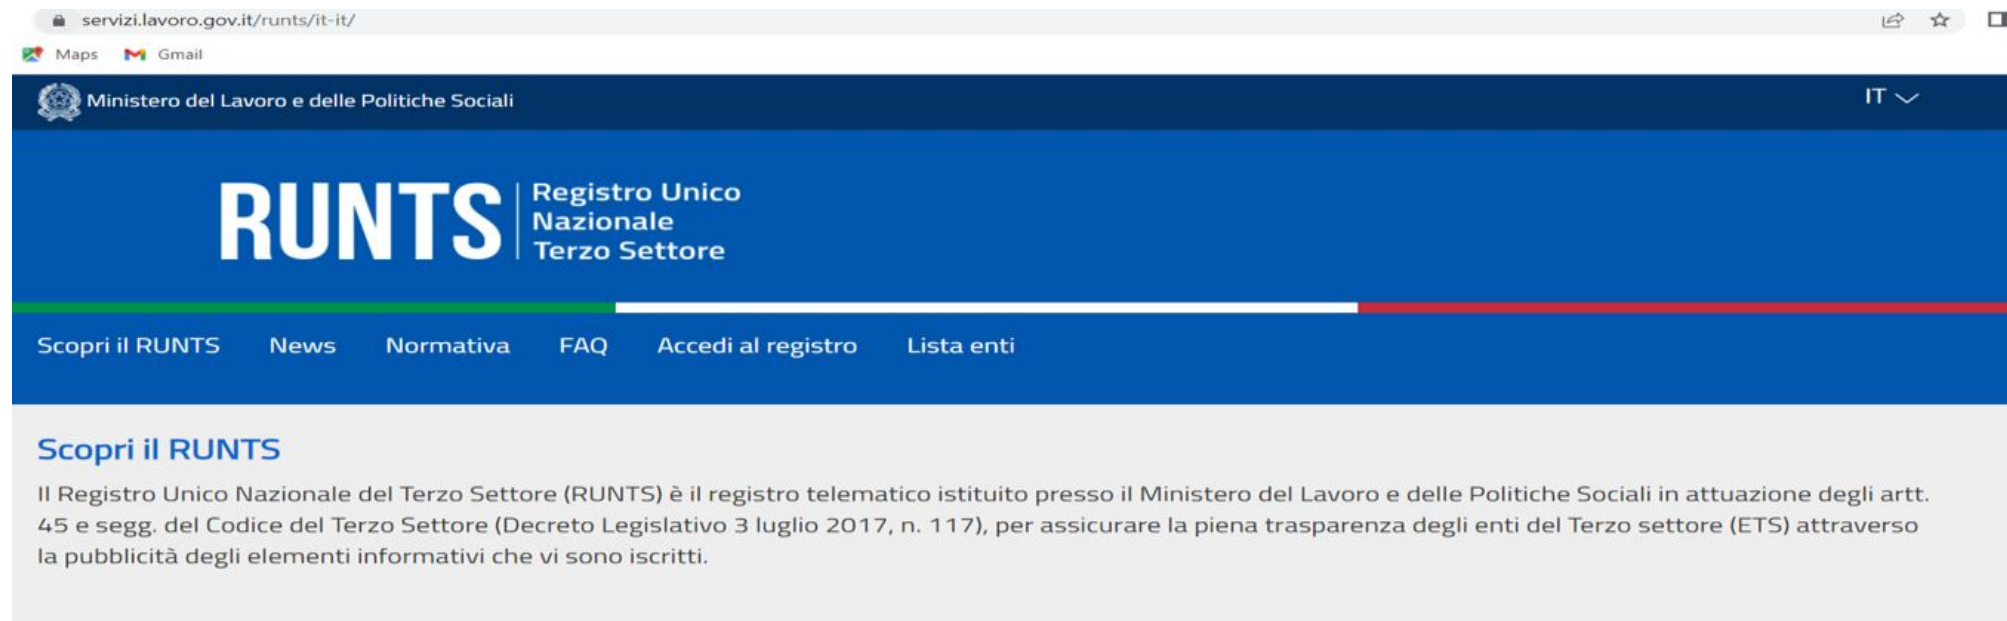 servizi.lavoro.gov.it/runts/it-it/
Maps Gmail
Ministero del Lavoro e delle Politiche Sociali
IT
RUNTS
Registro Unico
Nazionale
Terzo Settore
Scopri il RUNTS News Normativa FAQ Accedi al registro Lista enti
Scopri il RUNTS
Il Registro Unico Nazionale del Terzo Settore (RUNTS) è il registro telematico istituito presso il Ministero del Lavoro e delle Politiche Sociali in attuazione degli artt.
45 e segg. del Codice del Terzo Settore (Decreto Legislativo 3 luglio 2017, n. 117), per assicurare la piena trasparenza degli enti del Terzo settore (ETS) attraverso
la pubblicità degli elementi informativi che vi sono iscritti.